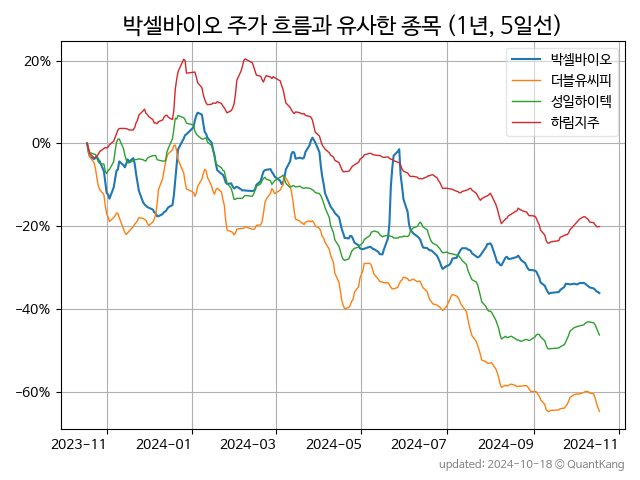 박셀바이오 주가 흐름과 유사한 종목 (1년, 5일선)
박셀바이오
더블유씨피
성일하이텍
하림지주
20%
0%
−20%
−40%
−60%
2023−11 2024−01 2024−03 2024−05 2024−07 2024−09 2024−11
updated: 2024-10-18 © QuantKang